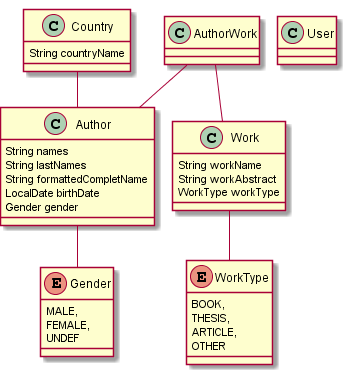 C Country
String countryName
C AuthorWork
C User
C Author
String names
String lastNames
String formattedCompletName
LocalDate birthDate
Gender gender
C Work
String workName
String workAbstract
WorkType workType
E Gender
MALE,
FEMALE,
UNDEF
E WorkType
BOOK,
THESIS,
ARTICLE,
OTHER